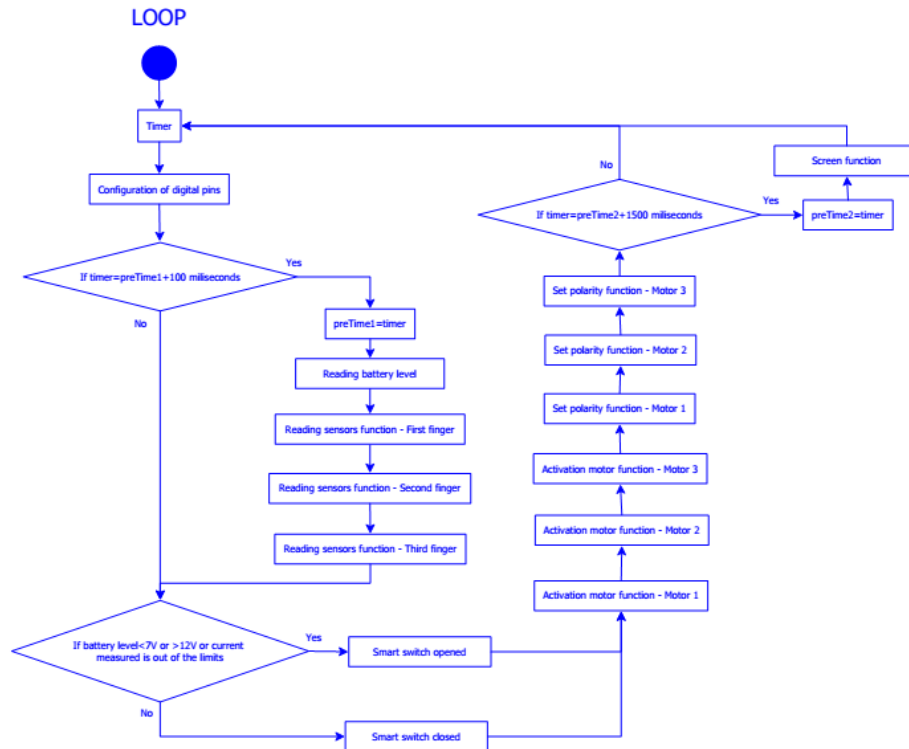 LOOP
Timer
Configuration of digital pins
If timer=preTime1+100 miliseconds
Yes
No
preTime1=timer
Reading battery level
Reading sensors function - First finger
Reading sensors function - Second finger
Reading sensors function - Third finger
If battery level<7V or >12V or current
measured is out of the limits
Yes
No
Smart switch opened
Smart switch closed
Activation motor function - Motor 1
Activation motor function - Motor 2
Activation motor function - Motor 3
Set polarity function - Motor 1
Set polarity function - Motor 2
Set polarity function - Motor 3
If timer=preTime2+1500 miliseconds
No
Yes
preTime2=timer
Screen function